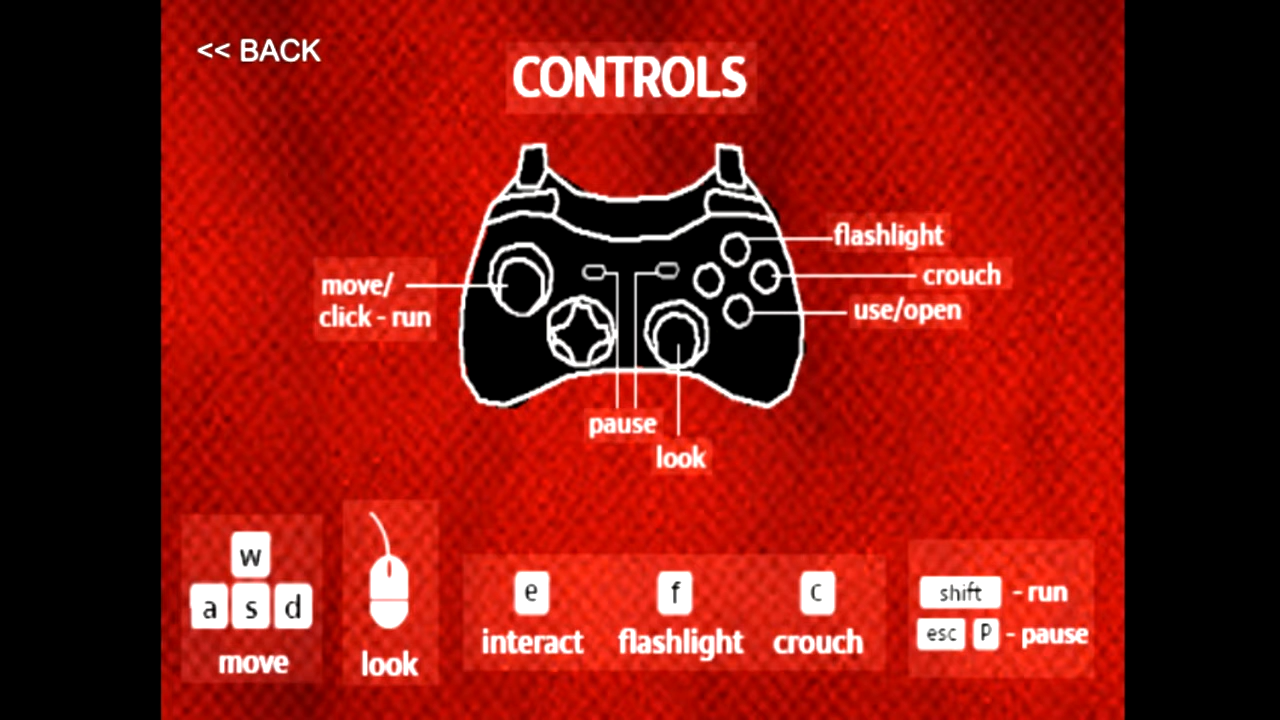 << BACK
CONTROLS
flashlight
crouch
move/
click - run
use/open
pause
look
w
a s d
move
look
e f c
interact flashlight crouch
shift - run
esc P - pause